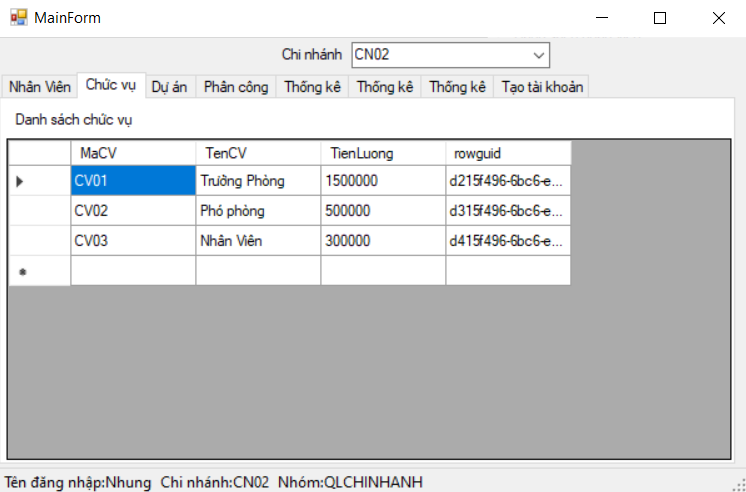 MainForm
Chi nhánh CN02
Nhân Viên Chức vụ Dự án Phân công Thống kê Thống kê Thống kê Tạo tài khoản
Danh sách chức vụ
MaCV TenCV TienLuong rowguid
CV01 Trưởng Phòng 1500000 d215f496-6bc6-e...
CV02 Phó phòng 500000 d315f496-6bc6-e...
CV03 Nhân Viên 300000 d415f496-6bc6-e...
Tên đăng nhập:Nhung Chi nhánh:CN02 Nhóm:QLCHINHANH